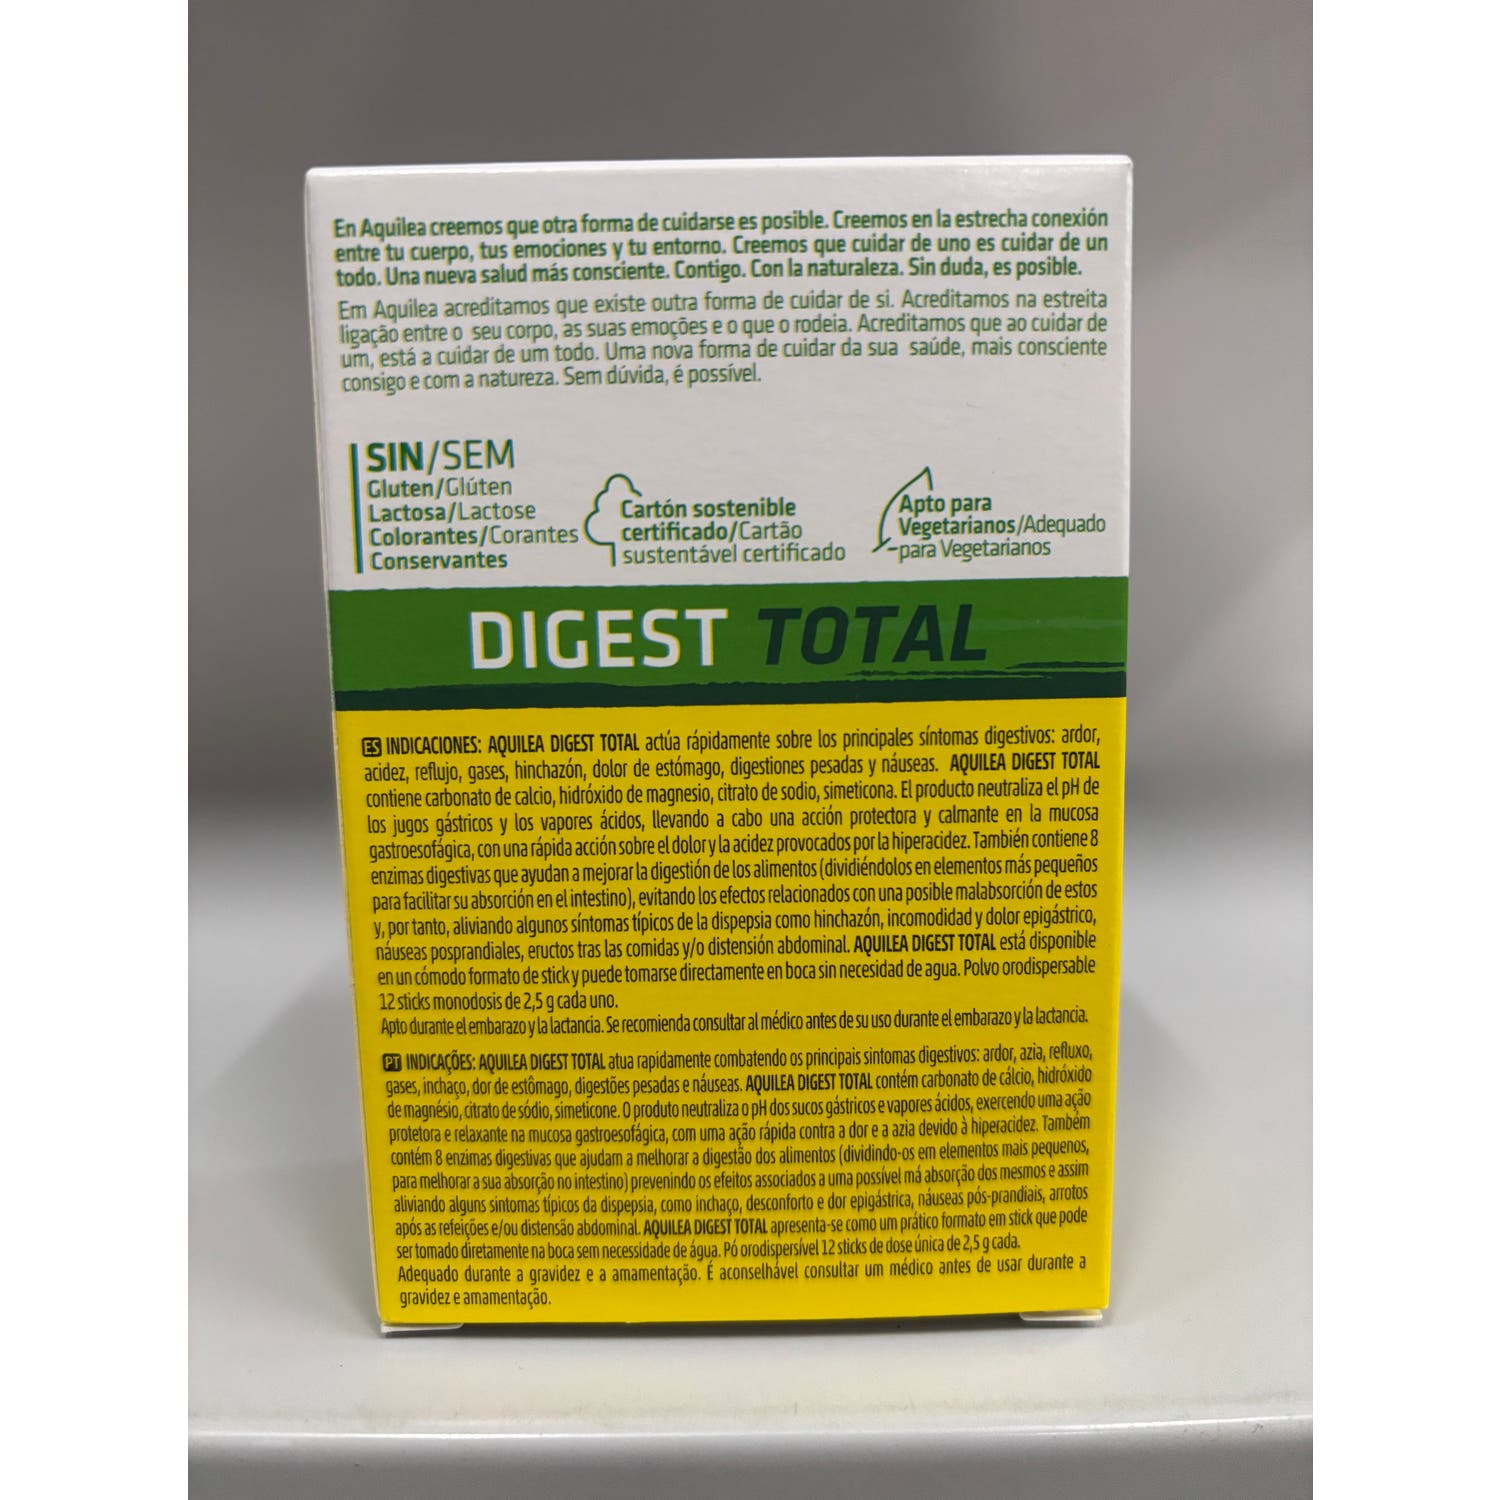 En Aquilea creemos que otra forma de cuidarse es posible. Creemos en la estrecha conexión
entre tu cuerpo, tus emociones y tu entorno. Creemos que cuidar de uno es cuidar de un
todo. Una nueva salud más consciente. Contigo. Con la naturaleza. Sin duda, es posible.
Em Aquilea acreditamos que existe outra forma de cuidar de si. Acreditamos na estreita
ligação entre o seu corpo, as suas emoções e o que o rodeia. Acreditamos que ao cuidar de
um, está a cuidar de um todo. Uma nova forma de cuidar da sua saúde, mais consciente
consigo e com a natureza. Sem dúvida, é possível.
SIN/SEM
Gluten/Glúten
Lactosa/Lactose
Colorantes/Corantes
Conservantes
Cartón sostenible
certificado/Cartão
sustentável certificado
Apto para
Vegetarianos/Adequado
para Vegetarianos
DIGEST TOTAL
ES INDICACIONES: AQUILEA DIGEST TOTAL actúa rápidamente sobre los principales síntomas digestivos: ardor,
acidez, reflujo, gases, hinchazón, dolor de estómago, digestiones pesadas y náuseas. AQUILEA DIGEST TOTAL
contiene carbonato de calcio, hidróxido de magnesio, citrato de sodio, simeticona. El producto neutraliza el pH de
los jugos gástricos y los vapores ácidos, llevando a cabo una acción protectora y calmante en la mucosa
gastroesofágica, con una rápida acción sobre el dolor y la acidez provocados por la hiperacidez. También contiene 8
enzimas digestivas que ayudan a mejorar la digestión de los alimentos (dividiéndolos en elementos más pequeños
para facilitar su absorción en el intestino), evitando los efectos relacionados con una posible malabsorción de estos
y, por tanto, aliviando algunos síntomas típicos de la dispepsia como hinchazón, incomodidad y dolor epigástrico,
náuseas posprandiales, eructos tras las comidas y/o distensión abdominal. AQUILEA DIGEST TOTAL está disponible
en un cómodo formato de stick y puede tomarse directamente en boca sin necesidad de agua. Polvo orodispersable
12 sticks monodosis de 2,5 g cada uno.
Apto durante el embarazo y la lactancia. Se recomienda consultar al médico antes de su uso durante el embarazo y la lactancia.
PT INDICAÇÕES: AQUILEA DIGEST TOTAL atua rapidamente combatendo os principais sintomas digestivos: ardor, azia, refluxo,
gases, inchaço, dor de estômago, digestões pesadas e náuseas. AQUILEA DIGEST TOTAL contém carbonato de cálcio, hidróxido
de magnésio, citrato de sódio, simeticone. O produto neutraliza o pH dos sucos gástricos e vapores ácidos, exercendo uma ação
protetora e relaxante na mucosa gastroesofágica, com uma ação rápida contra a dor e a azia devido à hiperacidez. Também
contém 8 enzimas digestivas que ajudam a melhorar a digestão dos alimentos (dividindo-os em elementos mais pequenos,
para melhorar a sua absorção no intestino) prevenindo os efeitos associados a uma possível má absorção dos mesmos e assim
aliviando alguns sintomas típicos da dispepsia, como inchaço, desconforto e dor epigástrica, náuseas pós-prandiais, arrotos
após as refeições e/ou distensão abdominal. AQUILEA DIGEST TOTAL apresenta-se como um prático formato em stick que pode
ser tomado diretamente na boca sem necessidade de água. Pó orodispersível 12 sticks de dose única de 2,5 g cada.
Adequado durante a gravidez e a amamentação. É aconselhável consultar um médico antes de usar durante a
gravidez e amamentação.